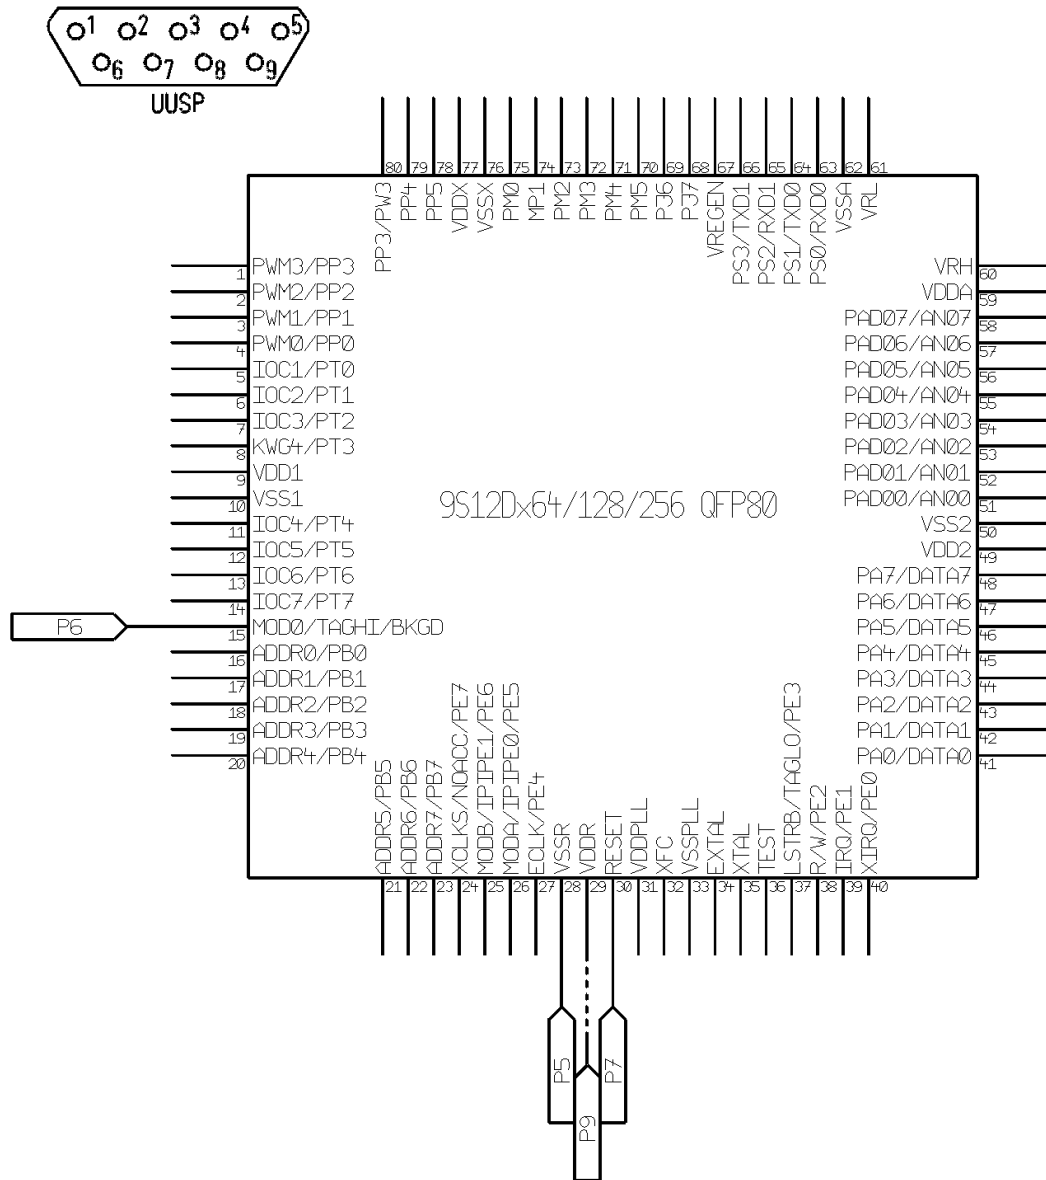 1 2 3 4 5
6 7 8 9
UUSP
80 79 78 77 76 75 74 73 72 71 70 69 68 67 66 65 64 63 62 61
PP3/PW3
PP4
PP5
VDDX
VSSX
PM0
MP1
PM2
PM3
PM4
PM5
PJ6
PJ7
VREGEN
PS3/TXD1
PS2/RXD1
PS1/TXD0
PS0/RXD0
VSSA
VRL
1 PWM3/PP3
2 PWM2/PP2
3 PWM1/PP1
4 PWM0/PP0
5 IOC1/PT0
6 IOC2/PT1
7 IOC3/PT2
8 KWG4/PT3
9 VDD1
10 VSS1
11 IOC4/PT4
12 IOC5/PT5
13 IOC6/PT6
14 IOC7/PT7
P6
15 MOD0/TAGHI/BKGD
16 ADDR0/PB0
17 ADDR1/PB1
18 ADDR2/PB2
19 ADDR3/PB3
20 ADDR4/PB4
9S12Dx64/128/256 QFP80
VRH 60
VDDA 59
PAD07/AN07 58
PAD06/AN06 57
PAD05/AN05 56
PAD04/AN04 55
PAD03/AN03 54
PAD02/AN02 53
PAD01/AN01 52
PAD00/AN00 51
VSS2 50
VDD2 49
PA7/DATA7 48
PA6/DATA6 47
PA5/DATA5 46
PA4/DATA4 45
PA3/DATA3 44
PA2/DATA2 43
PA1/DATA1 42
PA0/DATA0 41
ADDR5/PB5
ADDR6/PB6
ADDR7/PB7
XCLKS/NOACC/PE7
MODB/IPIPE1/PE6
MODA/IPIPE0/PE5
ECLK/PE4
VSSR
VDDR
RESET
VDDPLL
XFC
VSSPLL
EXTAL
XTAL
TEST
LSTRB/TAGLO/PE3
R/W/PE2
IRQ/PE1
XIRQ/PE0
21 22 23 24 25 26 27 28 29 30 31 32 33 34 35 36 37 38 39 40
P5
P9
P7